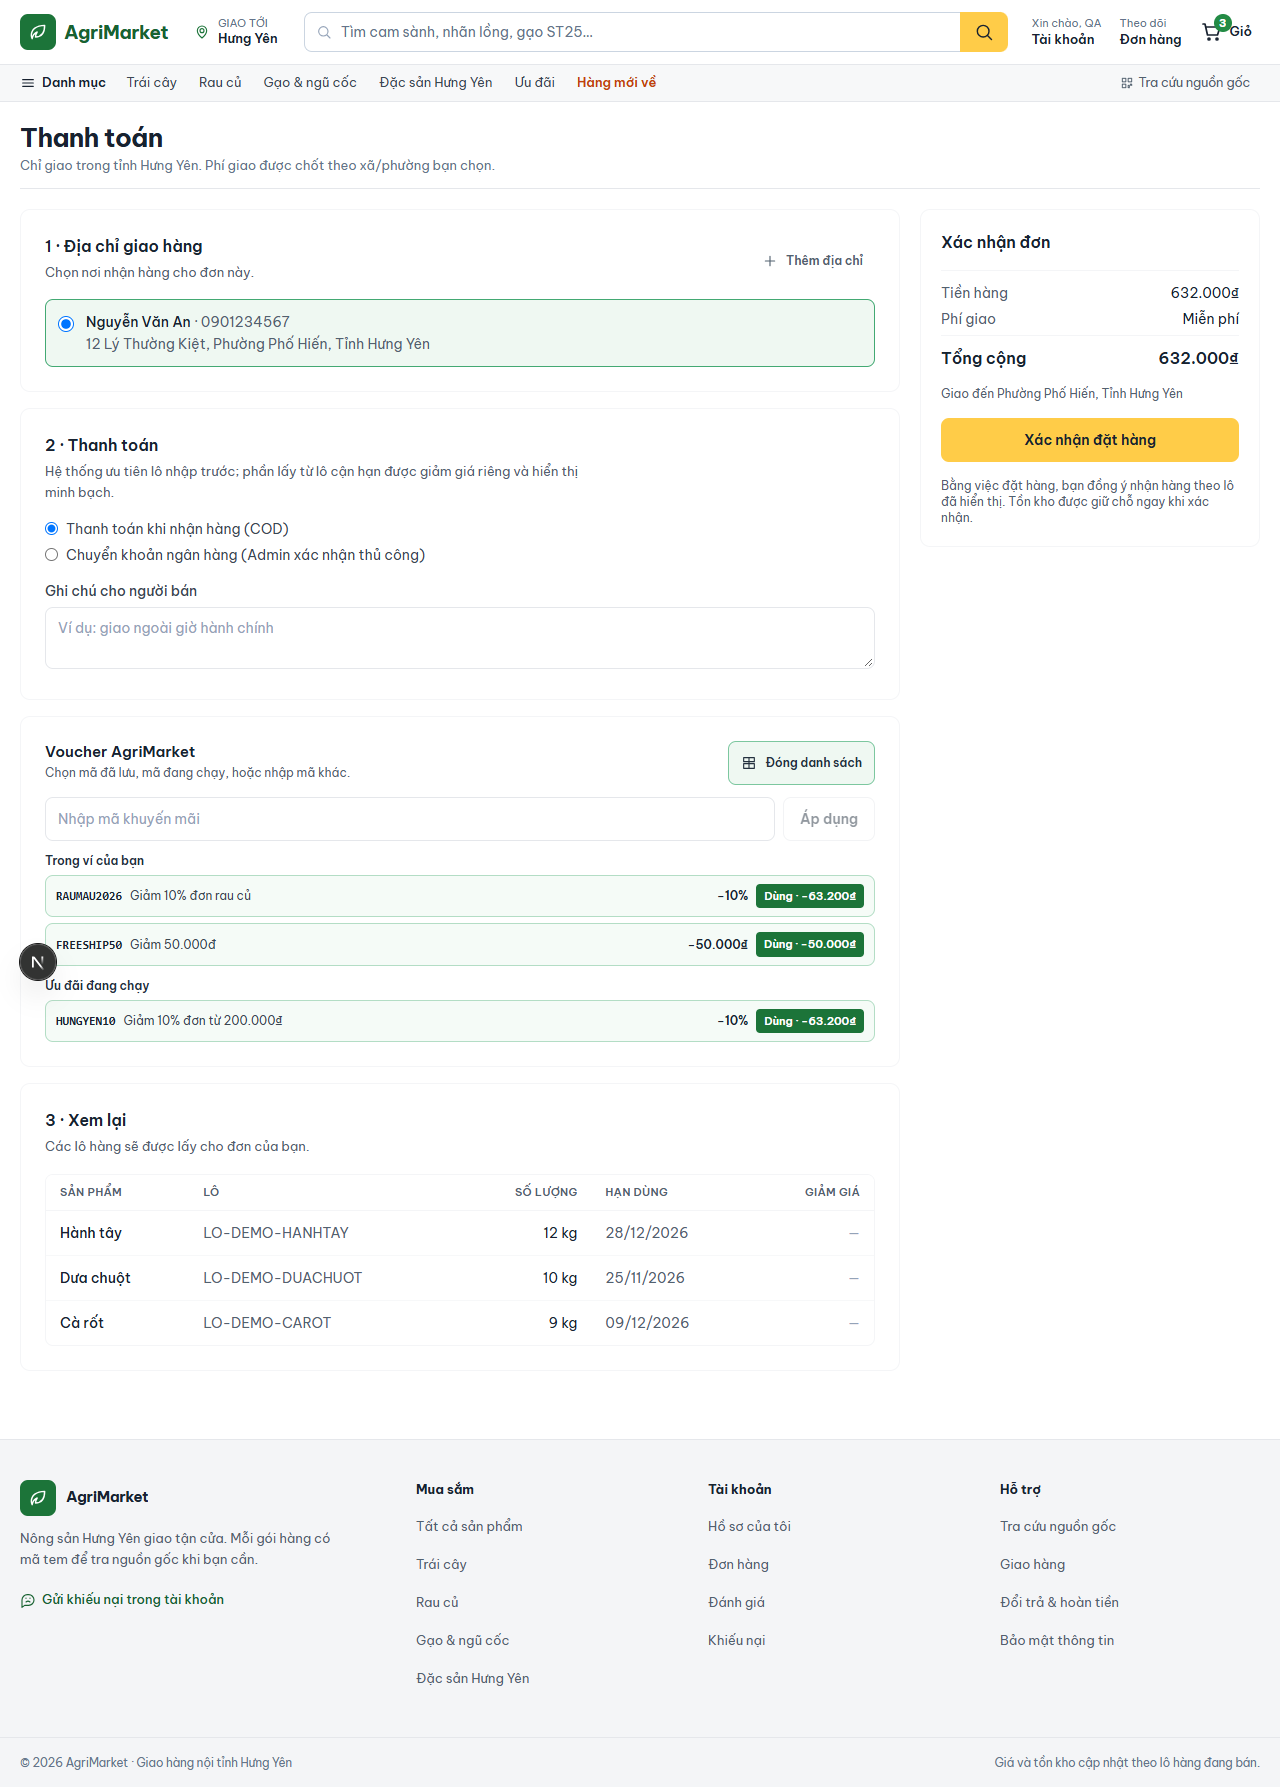 AgriMarket
GIAO TỚI
Hưng Yên
Tìm cam sành, nhãn lồng, gạo ST25...
Xin chào, QA
Tài khoản
Theo dõi
Đơn hàng
3
Giỏ
Danh mục
Trái cây
Rau củ
Gạo & ngũ cốc
Đặc sản Hưng Yên
Ưu đãi
Hàng mới về
Tra cứu nguồn gốc
Thanh toán
Chỉ giao trong tỉnh Hưng Yên. Phí giao được chốt theo xã/phường bạn chọn.
1 · Địa chỉ giao hàng
Chọn nơi nhận hàng cho đơn này.
Thêm địa chỉ
Nguyễn Văn An · 0901234567
12 Lý Thường Kiệt, Phường Phố Hiến, Tỉnh Hưng Yên
2 · Thanh toán
Hệ thống ưu tiên lô nhập trước; phần lấy từ lô cận hạn được giảm giá riêng và hiển thị
minh bạch.
Thanh toán khi nhận hàng (COD)
Chuyển khoản ngân hàng (Admin xác nhận thủ công)
Ghi chú cho người bán
Ví dụ: giao ngoài giờ hành chính
Voucher AgriMarket
Chọn mã đã lưu, mã đang chạy, hoặc nhập mã khác.
Đóng danh sách
Nhập mã khuyến mãi
Áp dụng
Trong ví của bạn
RAUMAU2026 Giảm 10% đơn rau củ
-10%
Dùng · -63.200₫
FREESHIP50 Giảm 50.000đ
-50.000₫
Dùng · -50.000₫
N
Ưu đãi đang chạy
HUNGYEN10 Giảm 10% đơn từ 200.000₫
-10%
Dùng · -63.200₫
3 · Xem lại
Các lô hàng sẽ được lấy cho đơn của bạn.
SẢN PHẨM LÔ SỐ LƯỢNG HẠN DÙNG GIẢM GIÁ
Hành tây LO-DEMO-HANHTAY 12 kg 28/12/2026 —
Dưa chuột LO-DEMO-DUACHUOT 10 kg 25/11/2026 —
Cà rốt LO-DEMO-CAROT 9 kg 09/12/2026 —
Xác nhận đơn
Tiền hàng 632.000₫
Phí giao Miễn phí
Tổng cộng 632.000₫
Giao đến Phường Phố Hiến, Tỉnh Hưng Yên
Xác nhận đặt hàng
Bằng việc đặt hàng, bạn đồng ý nhận hàng theo lô
đã hiển thị. Tồn kho được giữ chỗ ngay khi xác
nhận.
AgriMarket
Nông sản Hưng Yên giao tận cửa. Mỗi gói hàng có
mã tem để tra nguồn gốc khi bạn cần.
Gửi khiếu nại trong tài khoản
Mua sắm
Tất cả sản phẩm
Trái cây
Rau củ
Gạo & ngũ cốc
Đặc sản Hưng Yên
Tài khoản
Hồ sơ của tôi
Đơn hàng
Đánh giá
Khiếu nại
Hỗ trợ
Tra cứu nguồn gốc
Giao hàng
Đổi trả & hoàn tiền
Bảo mật thông tin
© 2026 AgriMarket · Giao hàng nội tỉnh Hưng Yên
Giá và tồn kho cập nhật theo lô hàng đang bán.